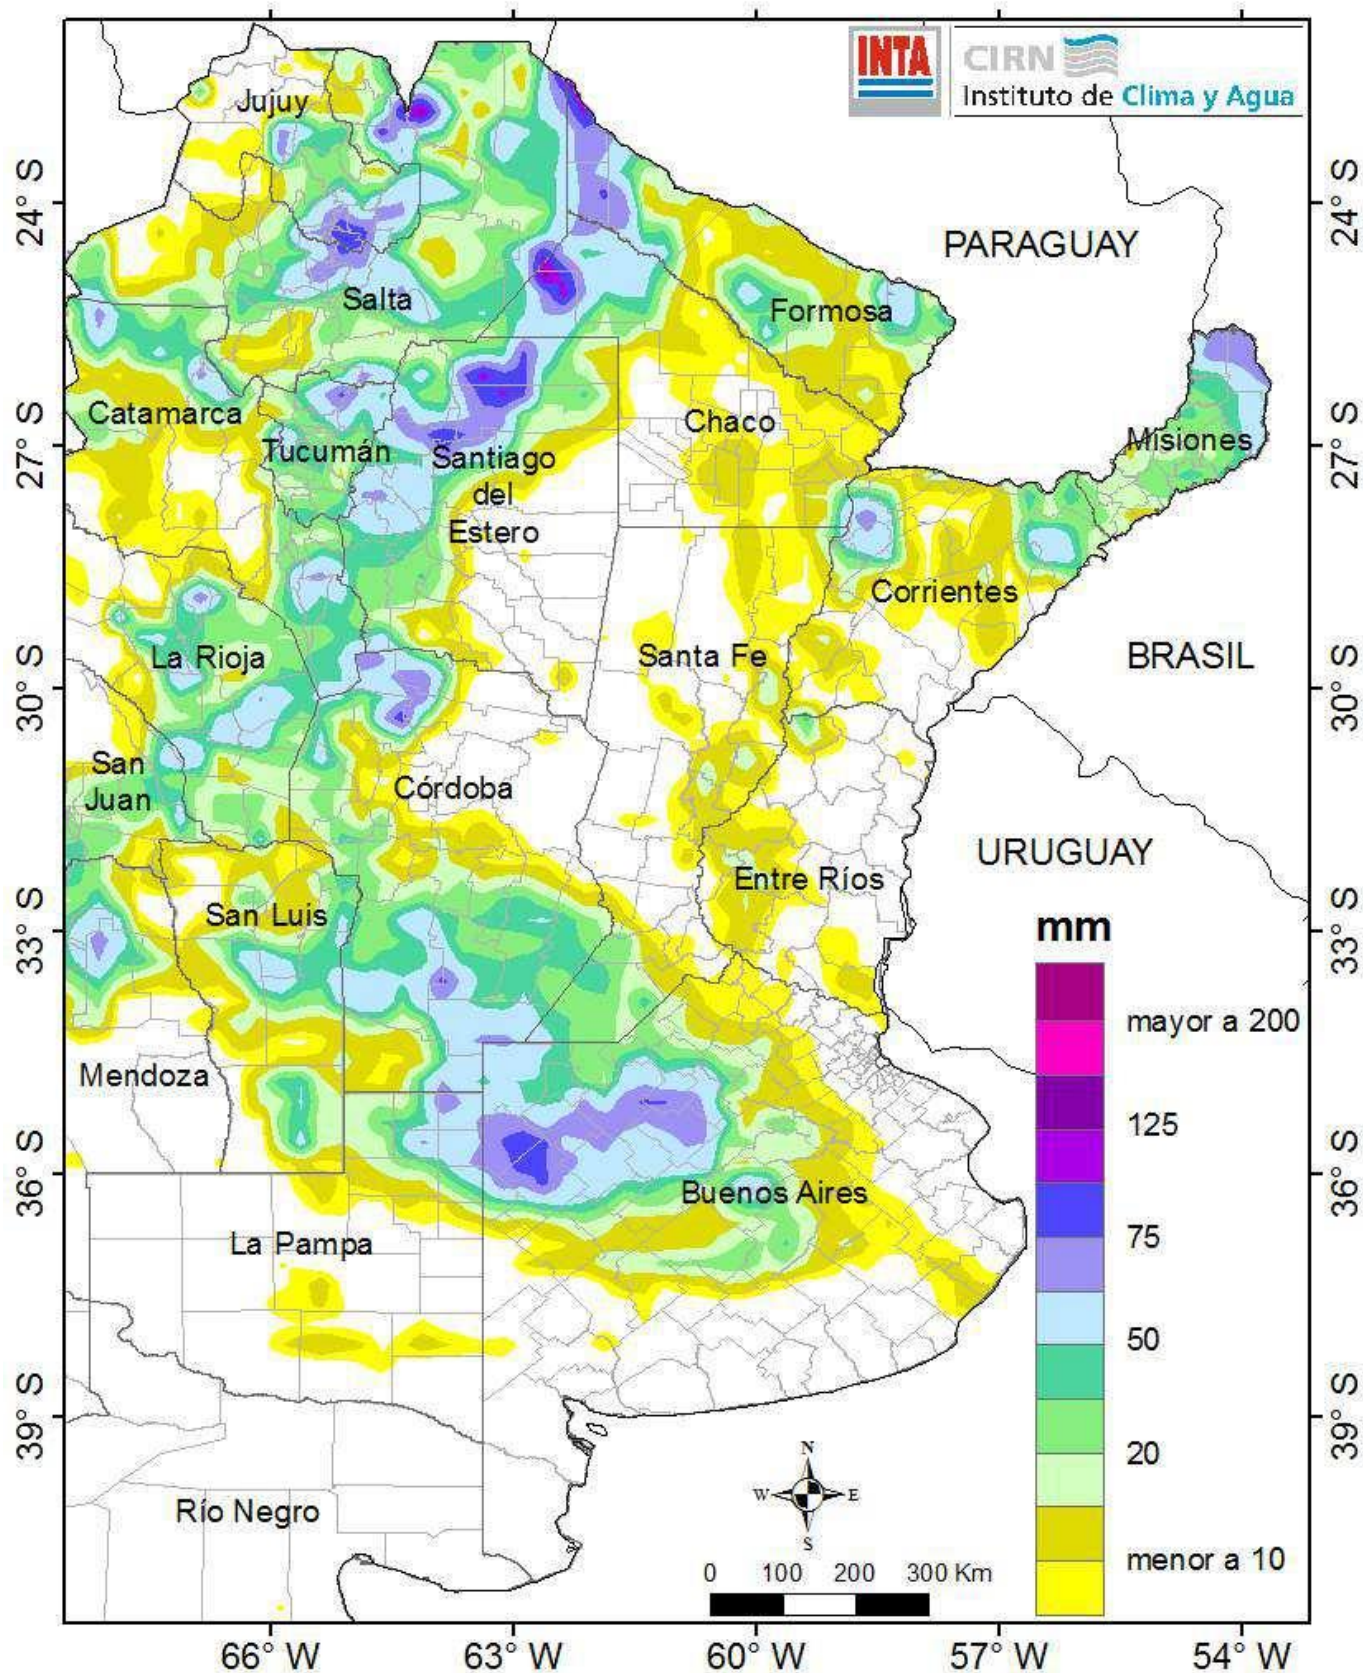 INTA
CIRN
Instituto de Clima y Agua
Jujuy
24° S
24° S
PARAGUAY
Salta
Formosa
Catamarca
27° S
Tucumán
Santiago
del
Estero
Chaco
Misiones
27° S
Corrientes
La Rioja
Santa Fe
BRASIL
30° S
30° S
San
Juan
Córdoba
URUGUAY
Entre Ríos
San Luis
33° S
33° S
mm
mayor a 200
Mendoza
125
36° S
36° S
Buenos Aires
75
La Pampa
50
39° S
39° S
20
N
W
E
S
Río Negro
menor a 10
0 100 200 300 Km
66° W 63° W 60° W 57° W 54° W